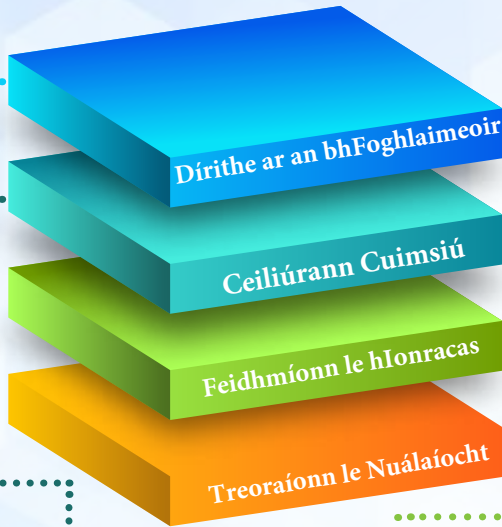 Dírithe ar an bhFoghlaimeoir
Ceiliúrann Cuimsiú
Feidhmíonn le hIonracas
Treoraíonn le Nuálaíocht